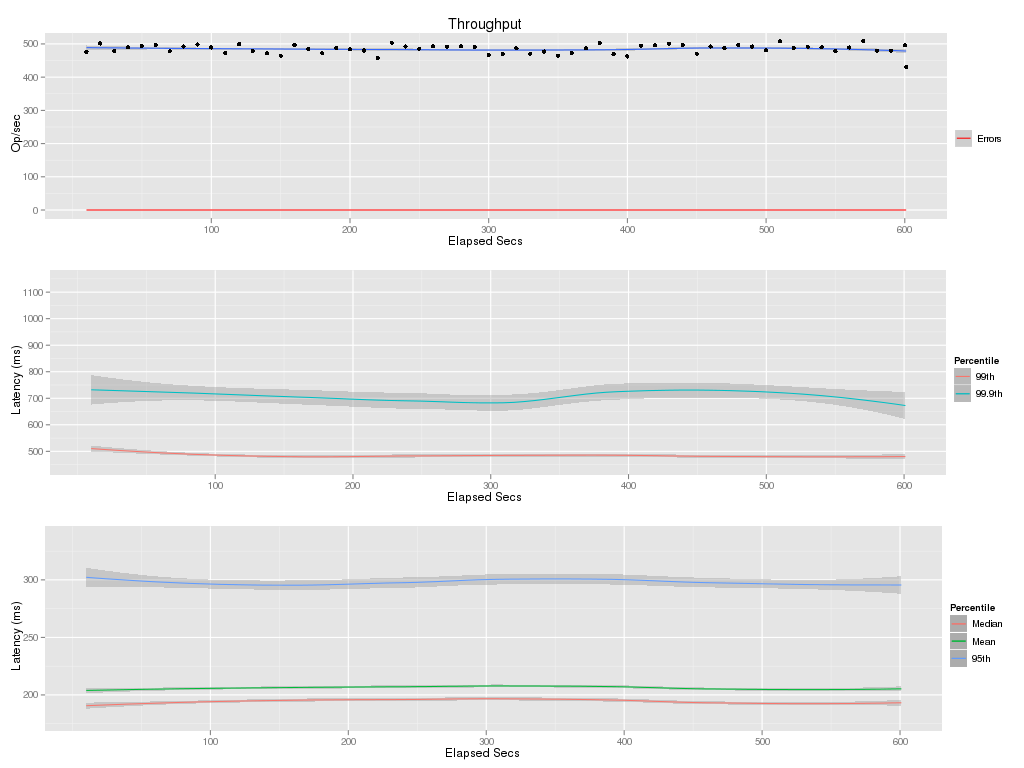 Throughput
500
400
300
200
100
0
Op/sec
100 200 300 400 500 600
Elapsed Secs
Errors
1100
1000
900
800
700
600
500
Latency (ms)
100 200 300 400 500 600
Elapsed Secs
Percentile
99th
99.9th
300
250
200
Latency (ms)
100 200 300 400 500 600
Elapsed Secs
Percentile
Median
Mean
95th